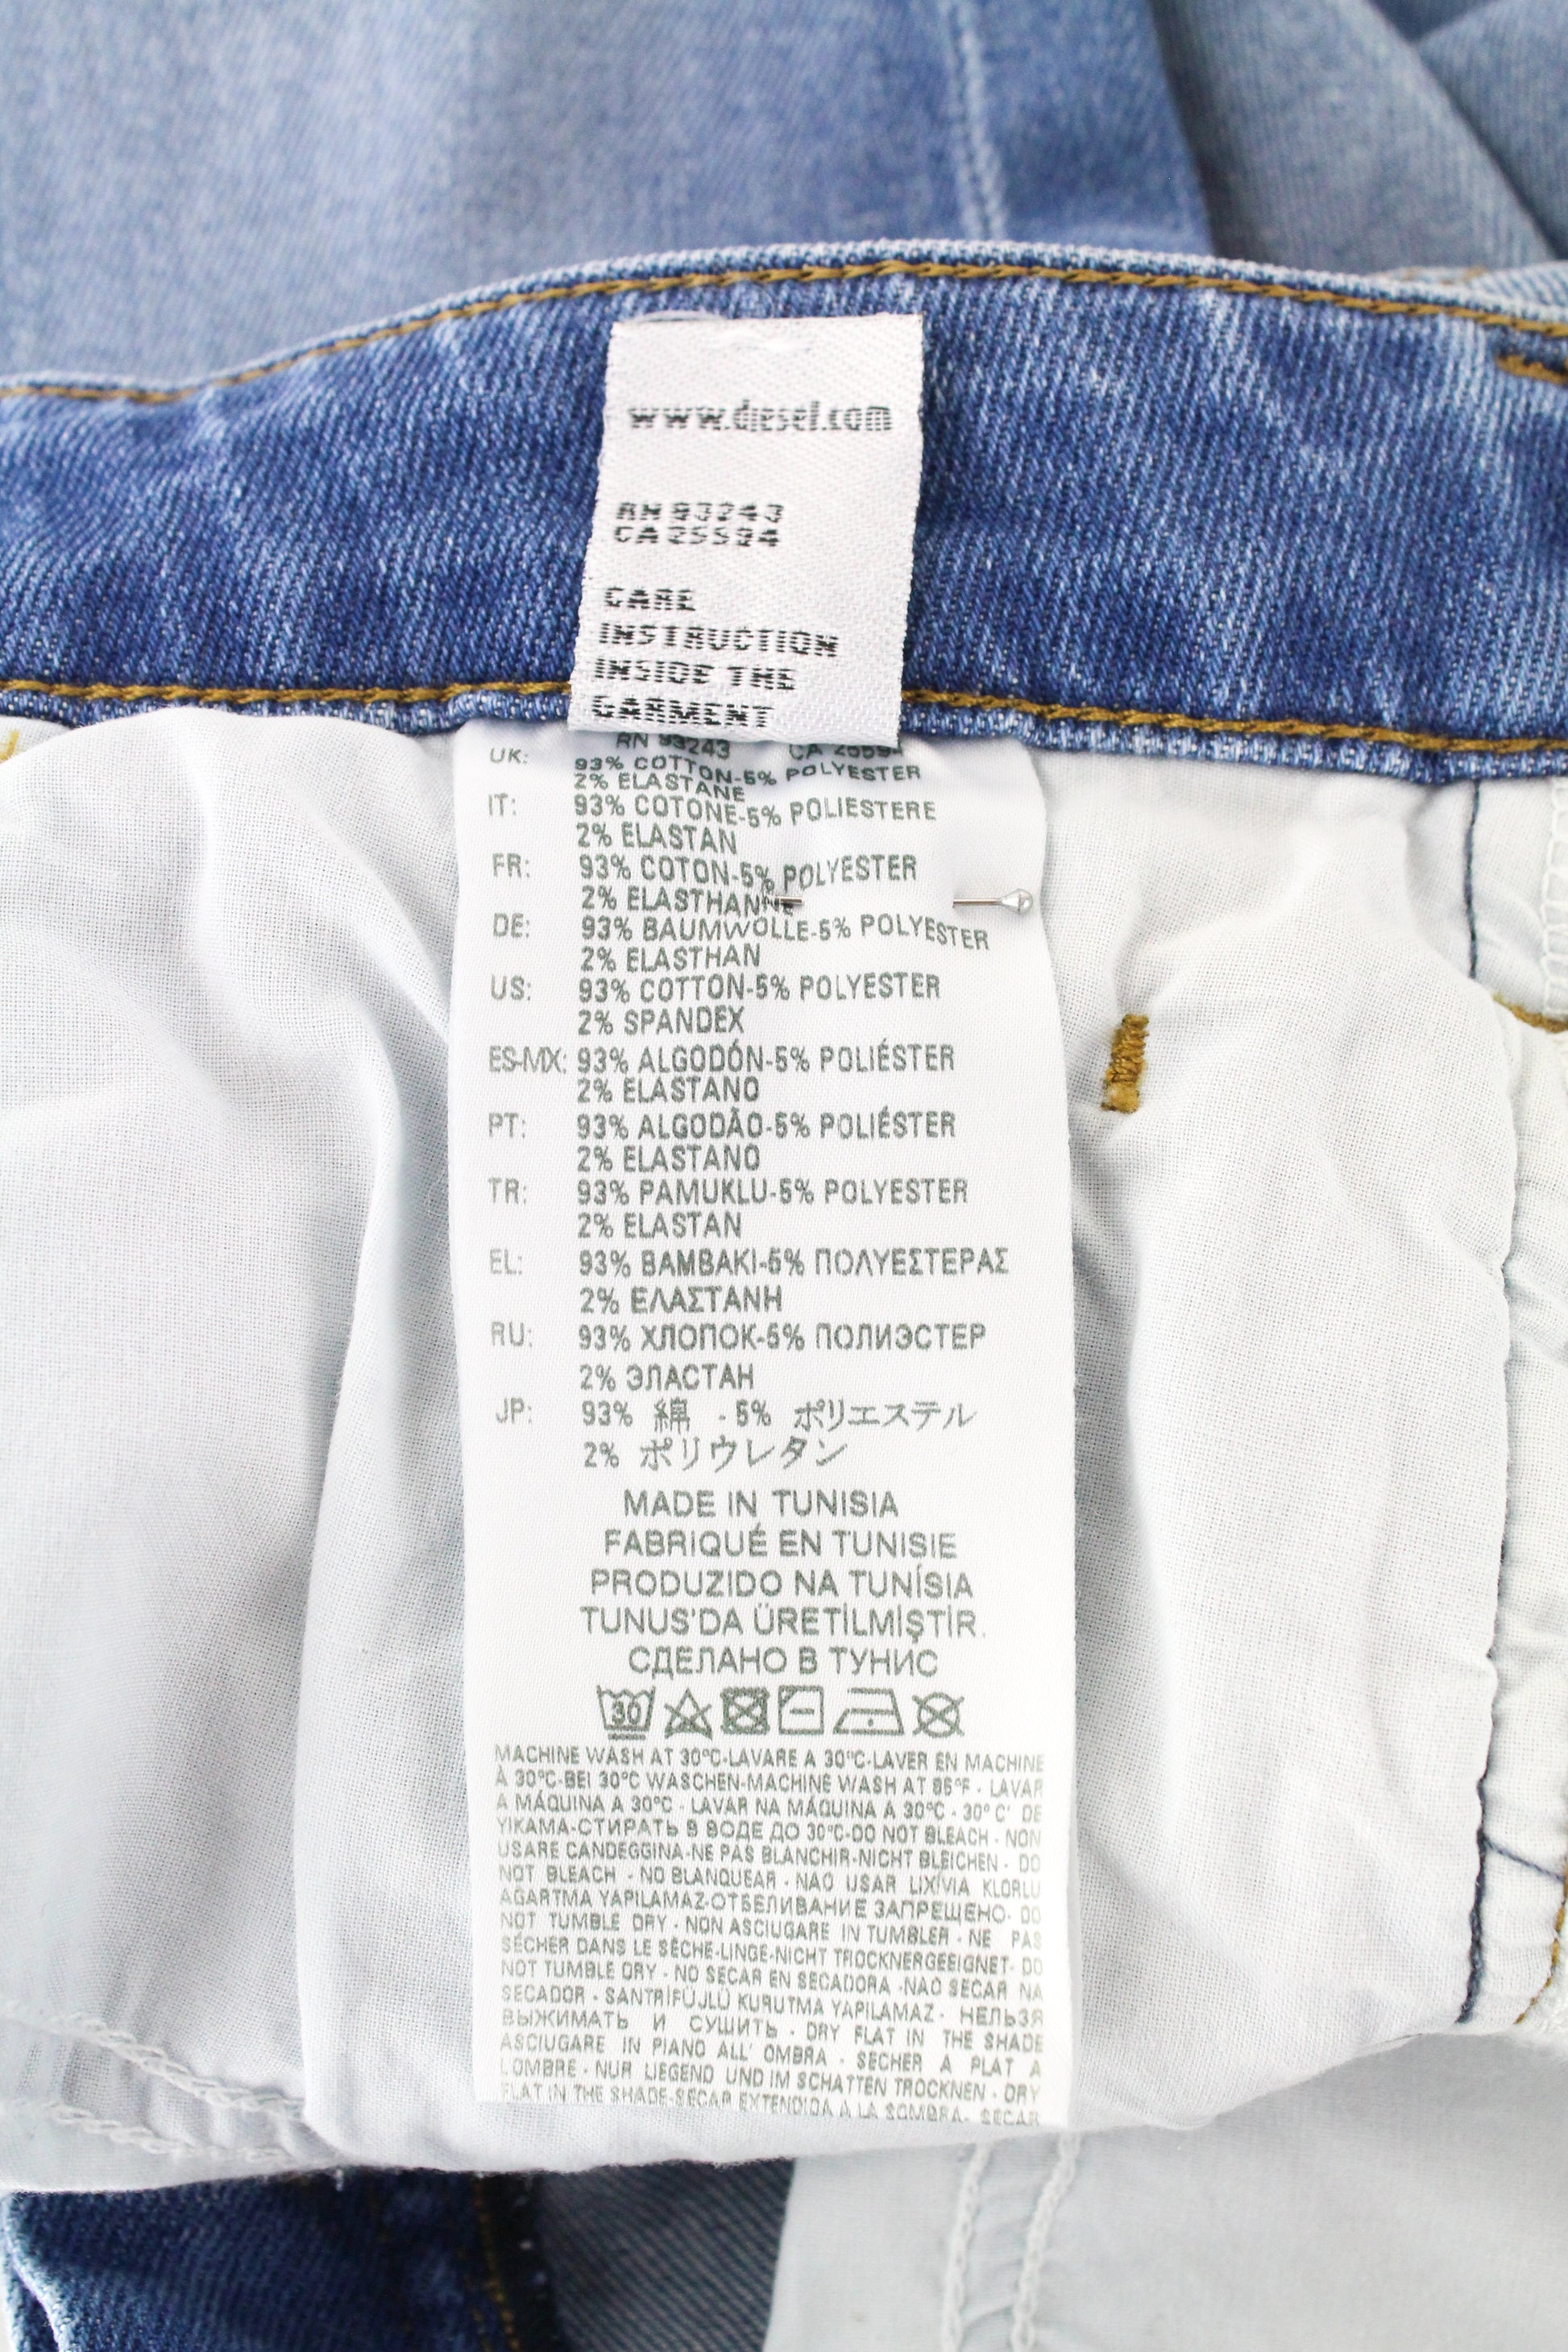 www.diesel.com
RN 93243
CA 25594
CARE
INSTRUCTION
INSIDE THE
GARMENT
RN 93243 CA 2559
UK: 93% COTTON-5% POLYESTER
2% ELASTANE
IT: 93% COTONE-5% POLIESTERE
2% ELASTAN
FR: 93% COTON-5% POLYESTER
2% ELASTHANNE
DE: 93% BAUMWOLLE-5% POLYESTER
2% ELASTHAN
US: 93% COTTON-5% POLYESTER
2% SPANDEX
ES-MX: 93% ALGODÓN-5% POLIÉSTER
2% ELASTANO
PT: 93% ALGODÃO-5% POLIÉSTER
2% ELASTANO
TR: 93% PAMUKLU-5% POLYESTER
2% ELASTAN
EL: 93% ΒΑΜΒΑΚΙ-5% ΠΟΛΥΕΣΤΕΡΑΣ
2% ΕΛΑΣΤΑΝΗ
RU: 93% ХЛОПОК-5% ПОЛИЭСТЕР
2% ЭЛАСТАН
JP: 93% 綿 - 5% ポリエステル
2% ポリウレタン
MADE IN TUNISIA
FABRIQUÉ EN TUNISIE
PRODUZIDO NA TUNÍSIA
TUNUS'DA ÜRETİLMİŞTİR.
СДЕЛАНО В ТУНИС
30
MACHINE WASH AT 30°C-LAVARE A 30°C-LAVER EN MACHINE
À 30°C-BEI 30°C WASCHEN-MACHINE WASH AT 85°F - LAVAR
A MÁQUINA A 30°C - LAVAR NA MÁQUINA A 30°C - 30° C' DE
YIKAMA-СТИРАТЬ В ВОДЕ ДО 30°C-DO NOT BLEACH - NON
USARE CANDEGGINA-NE PAS BLANCHIR-NICHT BLEICHEN - DO
NOT BLEACH - NO BLANQUEAR - NAO USAR LIXÍVIA KLORLU
AGARTMA YAPILAMAZ-ОТБЕЛИВАНИЕ ЗАПРЕЩЕНО- DO
NOT TUMBLE DRY - NON ASCIUGARE IN TUMBLER - NE PAS
SÉCHER DANS LE SÈCHE-LINGE-NICHT TROCKNERGEEIGNET- DO
NOT TUMBLE DRY - NO SECAR EN SECADORA -NAO SECAR NA
SECADOR - SANTRİFÜJLÜ KURUTMA YAPILAMAZ - НЕЛЬЗЯ
ВЫЖИМАТЬ И СУШИТЬ - DRY FLAT IN THE SHADE
ASCIUGARE IN PIANO ALL' OMBRA - SÉCHER A PLAT A
L'OMBRE - NUR LIEGEND UND IM SCHATTEN TROCKNEN - DRY
FLAT IN THE SHADE-SECAR EXTENDIDA A LA SOMBRA- SECAR